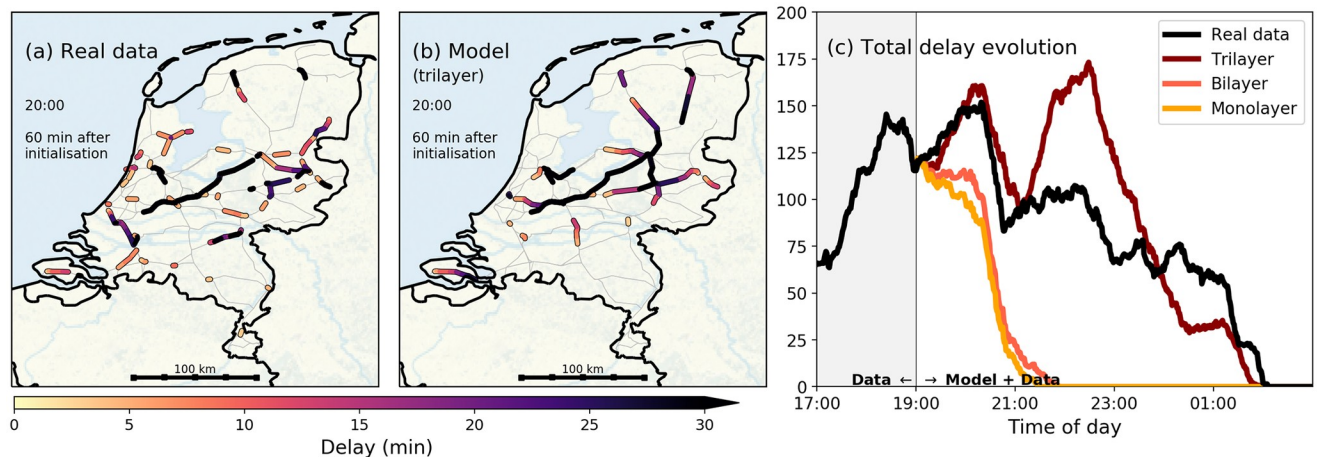 (a) Real data
20:00
60 min after
initialisation
100 km
(b) Model
(trilayer)
20:00
60 min after
initialisation
100 km
0 5 10 15 20 25 30
Delay (min)
(c) Total delay evolution
Real data
Trilayer
Bilayer
Monolayer
200
175
150
125
100
75
50
25
0
Data ← → Model + Data
17:00 19:00 21:00 23:00 01:00
Time of day